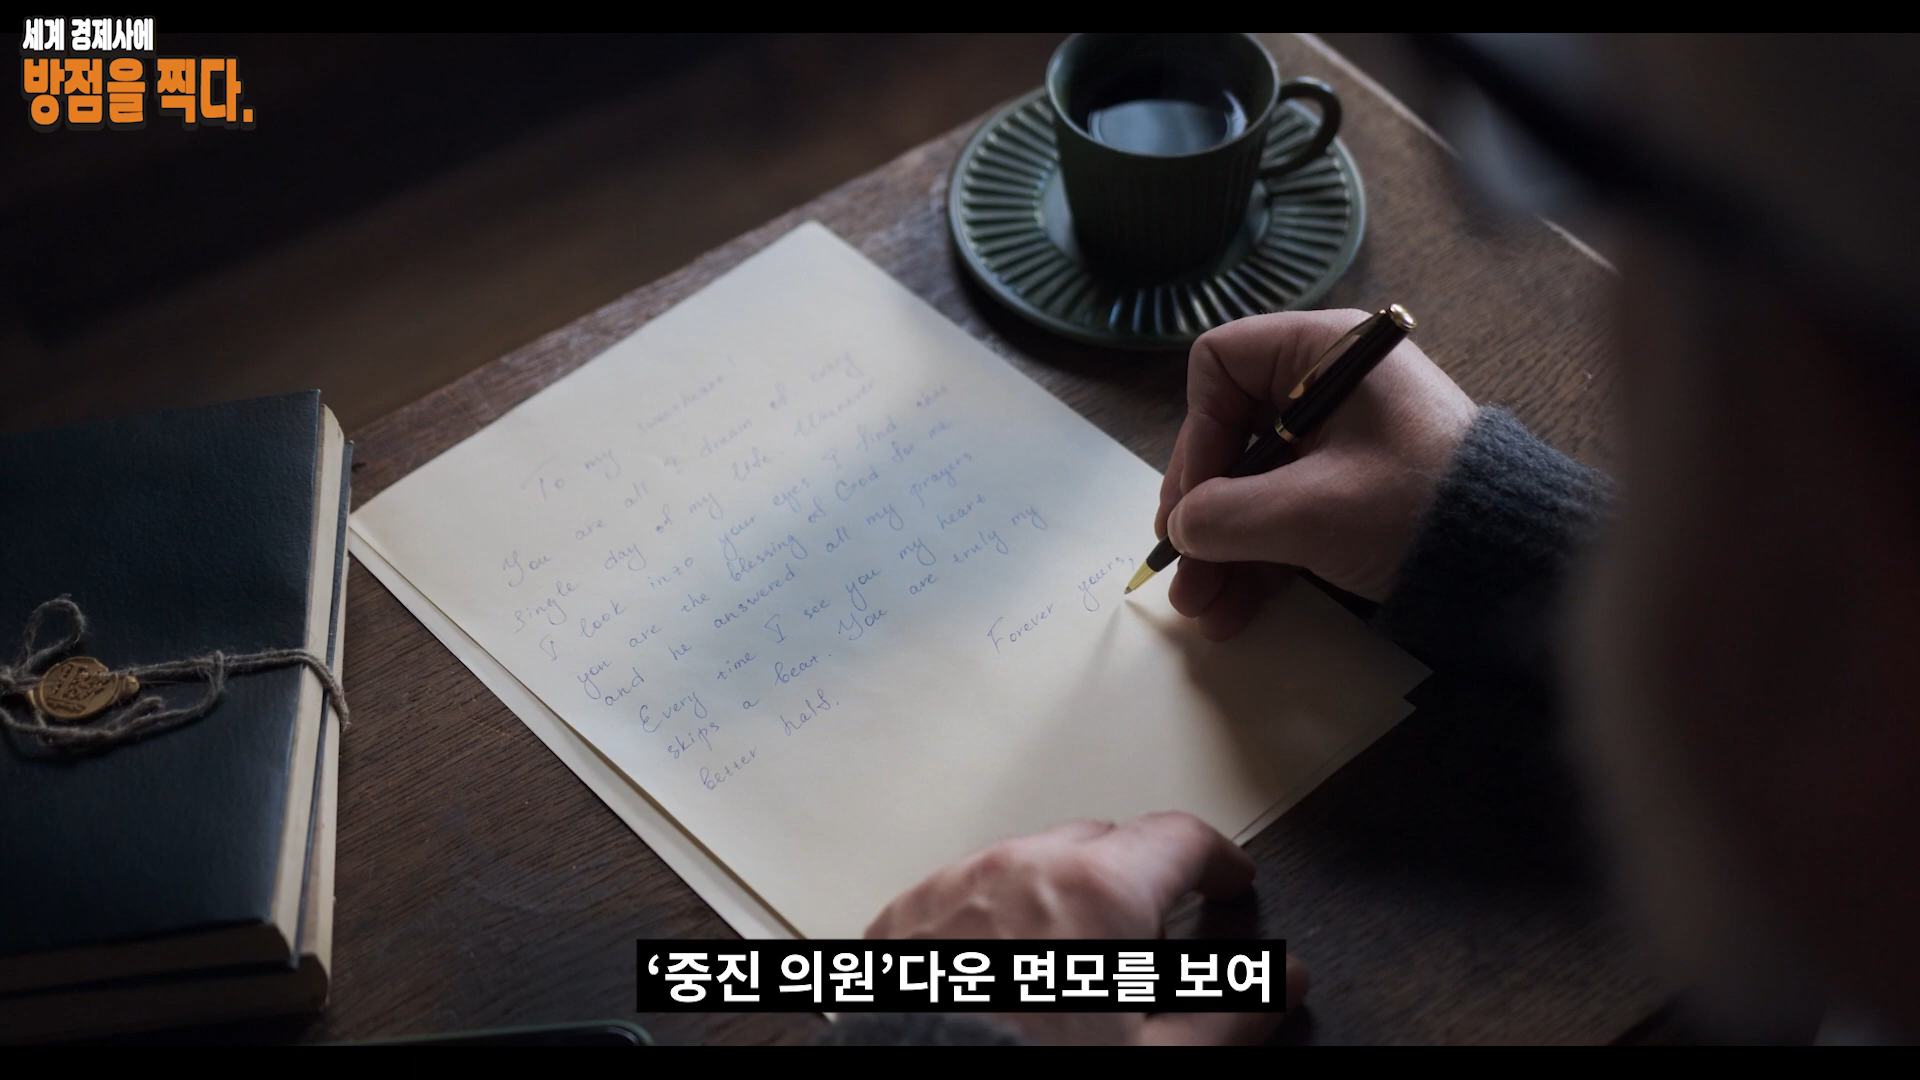 세계 경제사에
방점을 찍다.
To my sweetheart!
You are all I dream of every
single day of my life. Whenever
I look into your eyes I find that
you are the blessing of God for me
and he answered all my prayers
Every time I see you my heart
skips a beat. You are truly my
better half.
Forever yours,
‘중진 의원’다운 면모를 보여